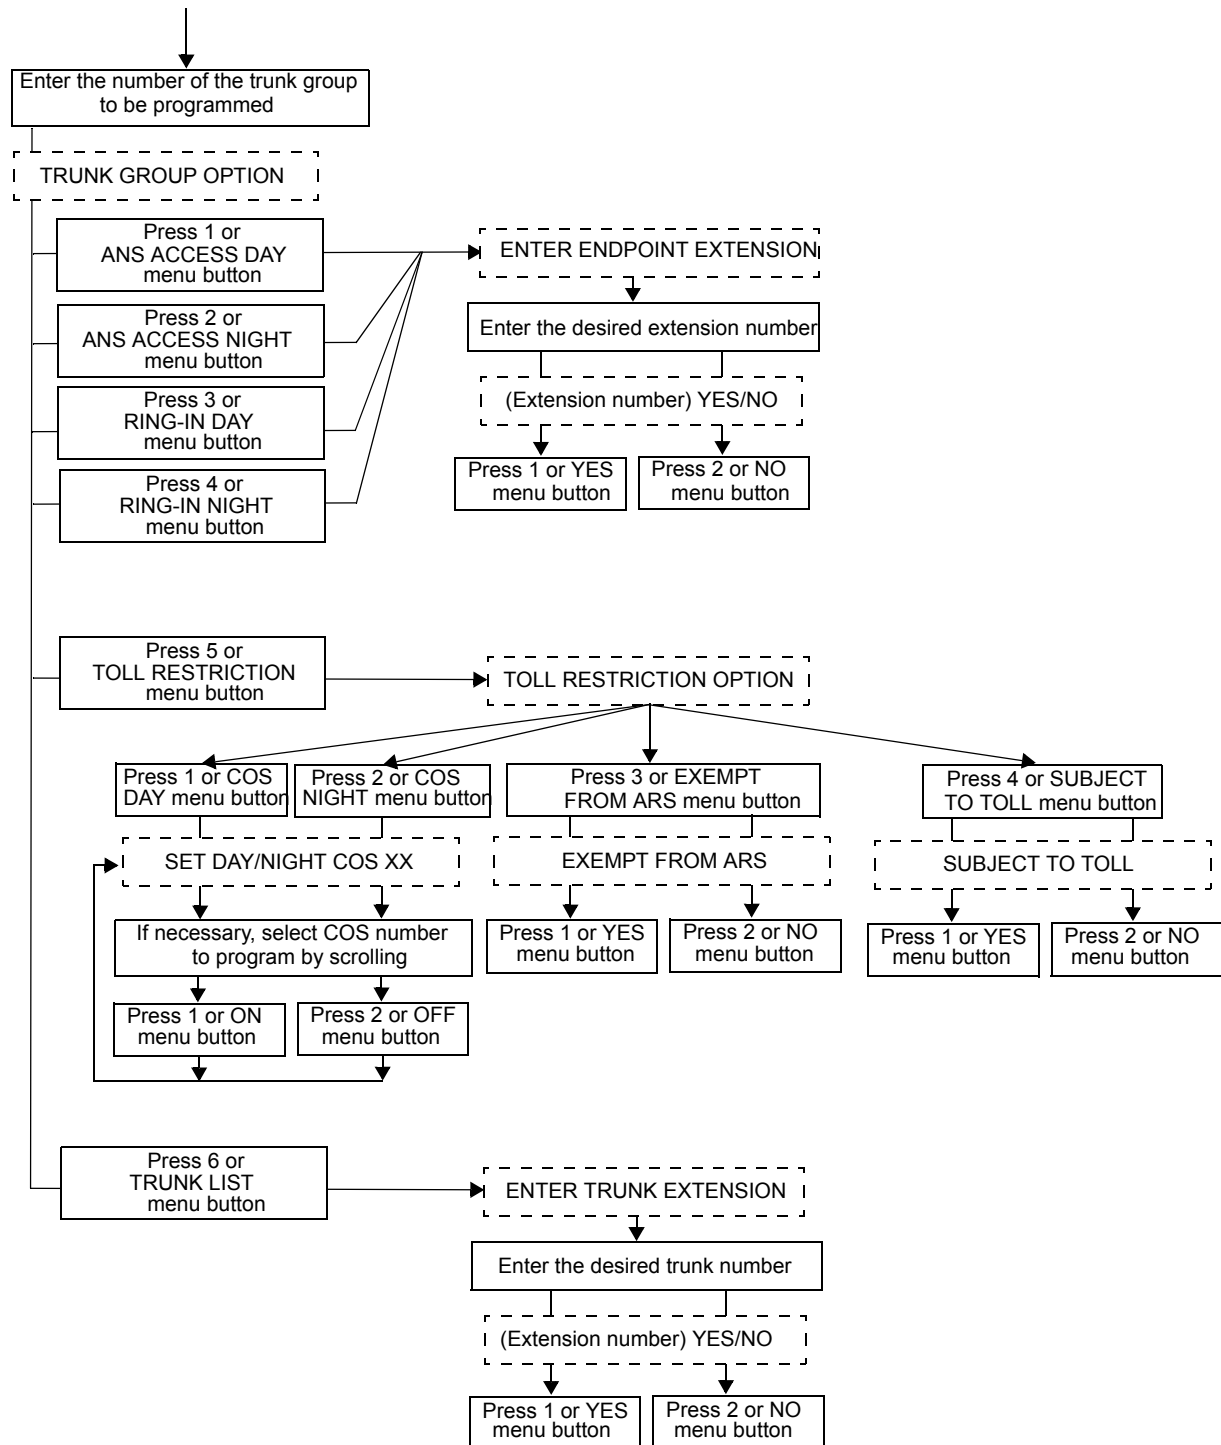 Enter the number of the trunk group
to be programmed
TRUNK GROUP OPTION
Press 1 or
ANS ACCESS DAY
menu button
ENTER ENDPOINT EXTENSION
Press 2 or
ANS ACCESS NIGHT
menu button
Enter the desired extension number
Press 3 or
RING-IN DAY
menu button
(Extension number) YES/NO
Press 4 or
RING-IN NIGHT
menu button
Press 1 or YES
menu button
Press 2 or NO
menu button
Press 5 or
TOLL RESTRICTION
menu button
TOLL RESTRICTION OPTION
Press 1 or COS
DAY menu button
Press 2 or COS
NIGHT menu button
Press 3 or EXEMPT
FROM ARS menu button
Press 4 or SUBJECT
TO TOLL menu button
SET DAY/NIGHT COS XX
EXEMPT FROM ARS
SUBJECT TO TOLL
If necessary, select COS number
to program by scrolling
Press 1 or YES
menu button
Press 2 or NO
menu button
Press 1 or YES
menu button
Press 2 or NO
menu button
Press 1 or ON
menu button
Press 2 or OFF
menu button
Press 6 or
TRUNK LIST
menu button
ENTER TRUNK EXTENSION
Enter the desired trunk number
(Extension number) YES/NO
Press 1 or YES
menu button
Press 2 or NO
menu button